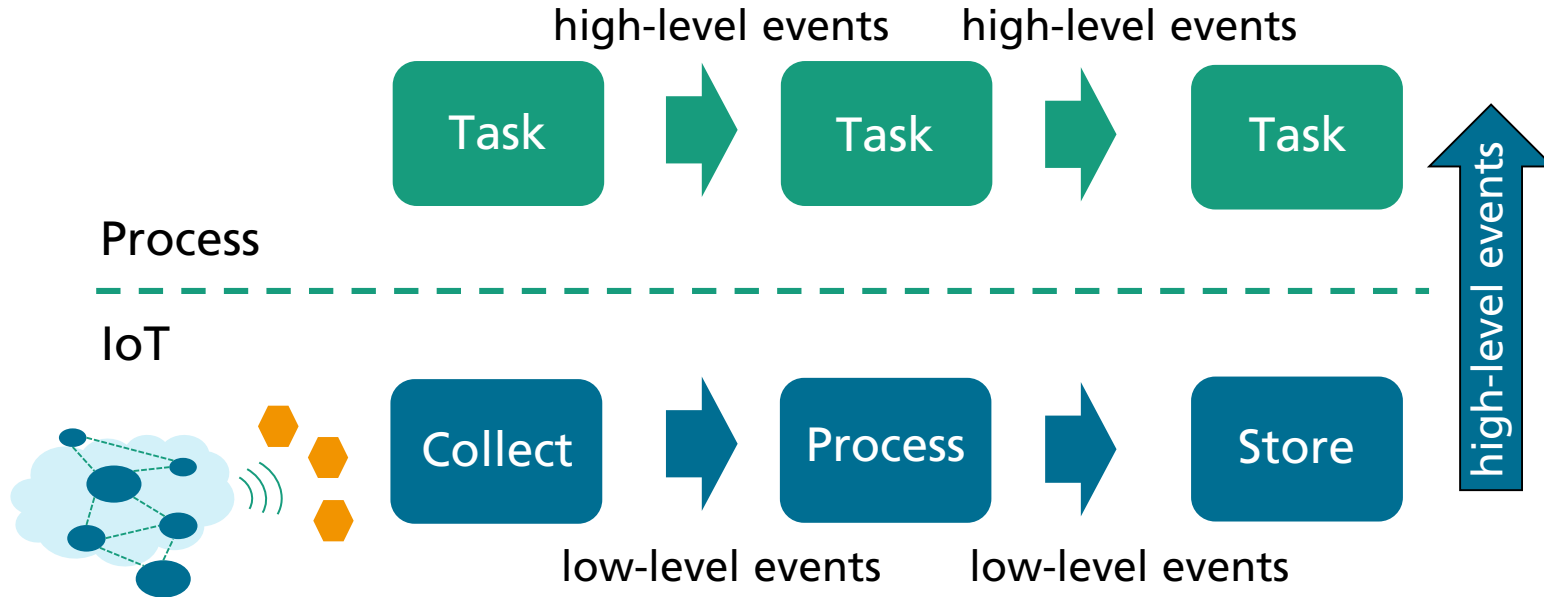 high-level events
high-level events
Task
Task
Task
Process
high-level events
IoT
Collect
Process
Store
low-level events
low-level events